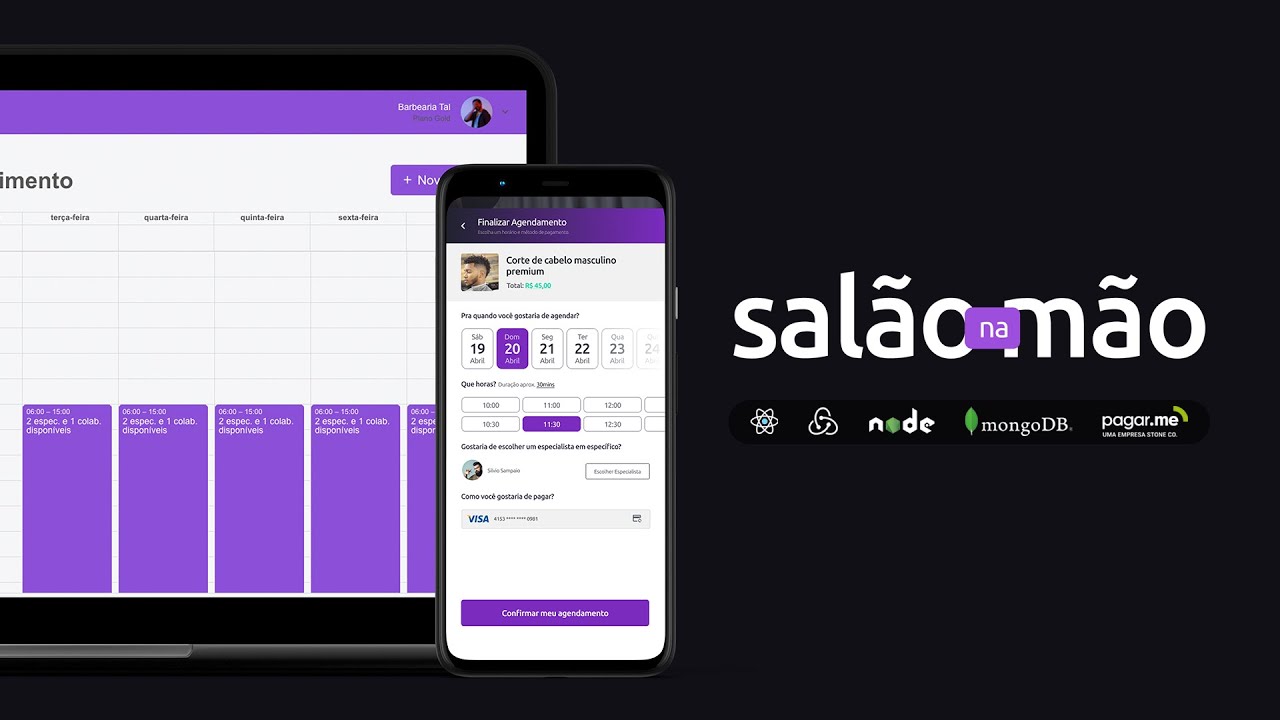 Barbearia Tal
Plano Gold
imento
+ Nov
terça-feira
quarta-feira
quinta-feira
sexta-feira
06:00 – 15:00
2 espec. e 1 colab.
disponíveis
06:00 – 15:00
2 espec. e 1 colab.
disponíveis
06:00 – 15:00
2 espec. e 1 colab.
disponíveis
06:00 – 15:00
2 espec. e 1 colab.
disponíveis
06:00
2 espe
disponí
Finalizar Agendamento
Escolha um horário e método de pagamento
Corte de cabelo masculino
premium
Total: R$ 45,00
Pra quando você gostaria de agendar?
Sáb Dom Seg Ter Qua Qu
19 20 21 22 23 24
Abril Abril Abril Abril Abril Ab
Que horas? Duração aprox. 30mins
10:00 11:00 12:00
10:30 11:30 12:30
Gostaria de escolher um especialista em específico?
Silvio Sampaio
Escolher Especialista
Como você gostaria de pagar?
VISA 4153 **** **** 0981
Confirmar meu agendamento
salão na mão
node
mongoDB®
pagar.me
UMA EMPRESA STONE CO.